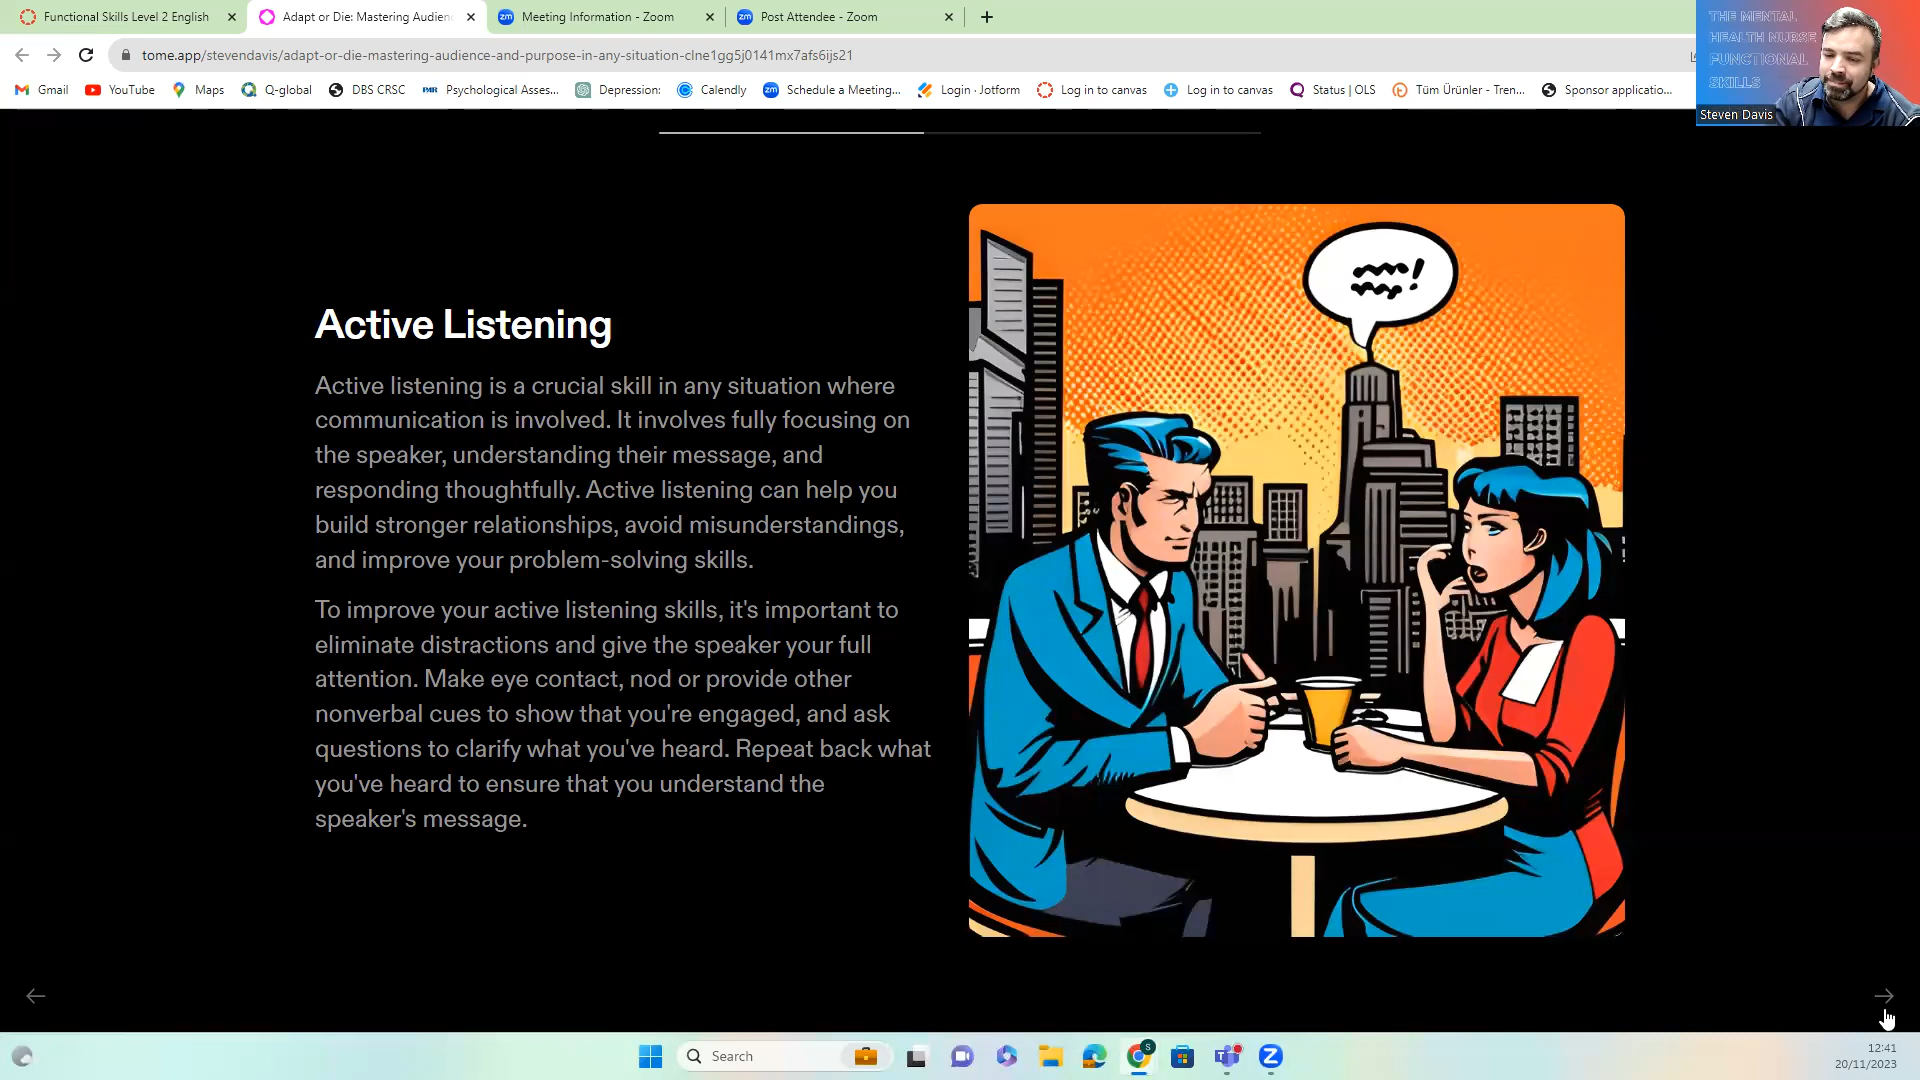 Functional Skills Level 2 English
Adapt or Die: Mastering Audien
Meeting Information - Zoom
Post Attendee - Zoom
tome.app/stevendavis/adapt-or-die-mastering-audience-and-purpose-in-any-situation-clne1gg5j0141mx7afs6ijs21
Gmail
YouTube
Maps
Q-global
DBS CRSC
PAR
Psychological Asses...
Depression:
Calendly
zm
Schedule a Meeting...
Login · Jotform
Log in to canvas
Log in to canvas
Status | OLS
Tüm Ürünler - Tren...
Sponsor applicatio...
THE MENTAL
HEALTH NURSE
FUNCTIONAL
SKILLS
Steven Davis
Active Listening
Active listening is a crucial skill in any situation where
communication is involved. It involves fully focusing on
the speaker, understanding their message, and
responding thoughtfully. Active listening can help you
build stronger relationships, avoid misunderstandings,
and improve your problem-solving skills.
To improve your active listening skills, it's important to
eliminate distractions and give the speaker your full
attention. Make eye contact, nod or provide other
nonverbal cues to show that you're engaged, and ask
questions to clarify what you've heard. Repeat back what
you've heard to ensure that you understand the
speaker's message.
Search
12:41
20/11/2023